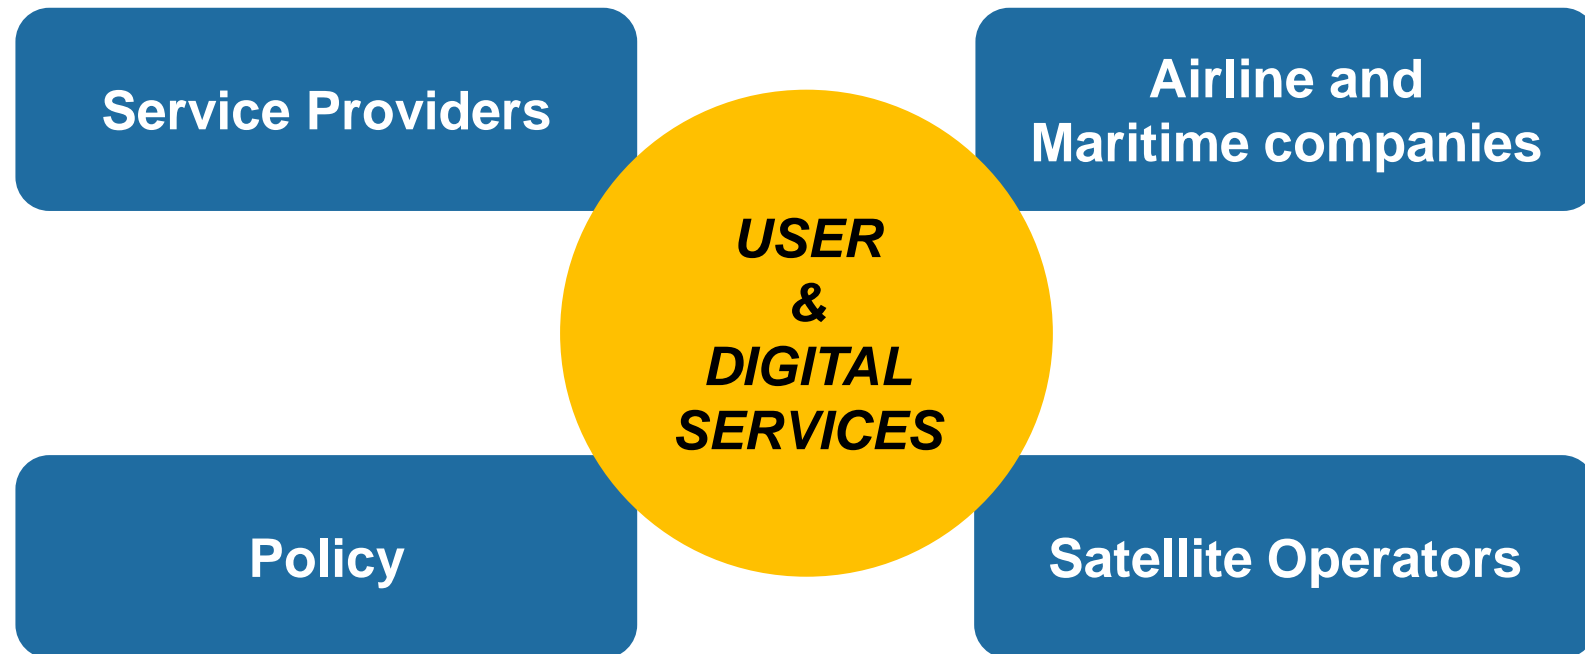 Service Providers
Airline and
Maritime companies
USER
&
DIGITAL
SERVICES
Policy
Satellite Operators